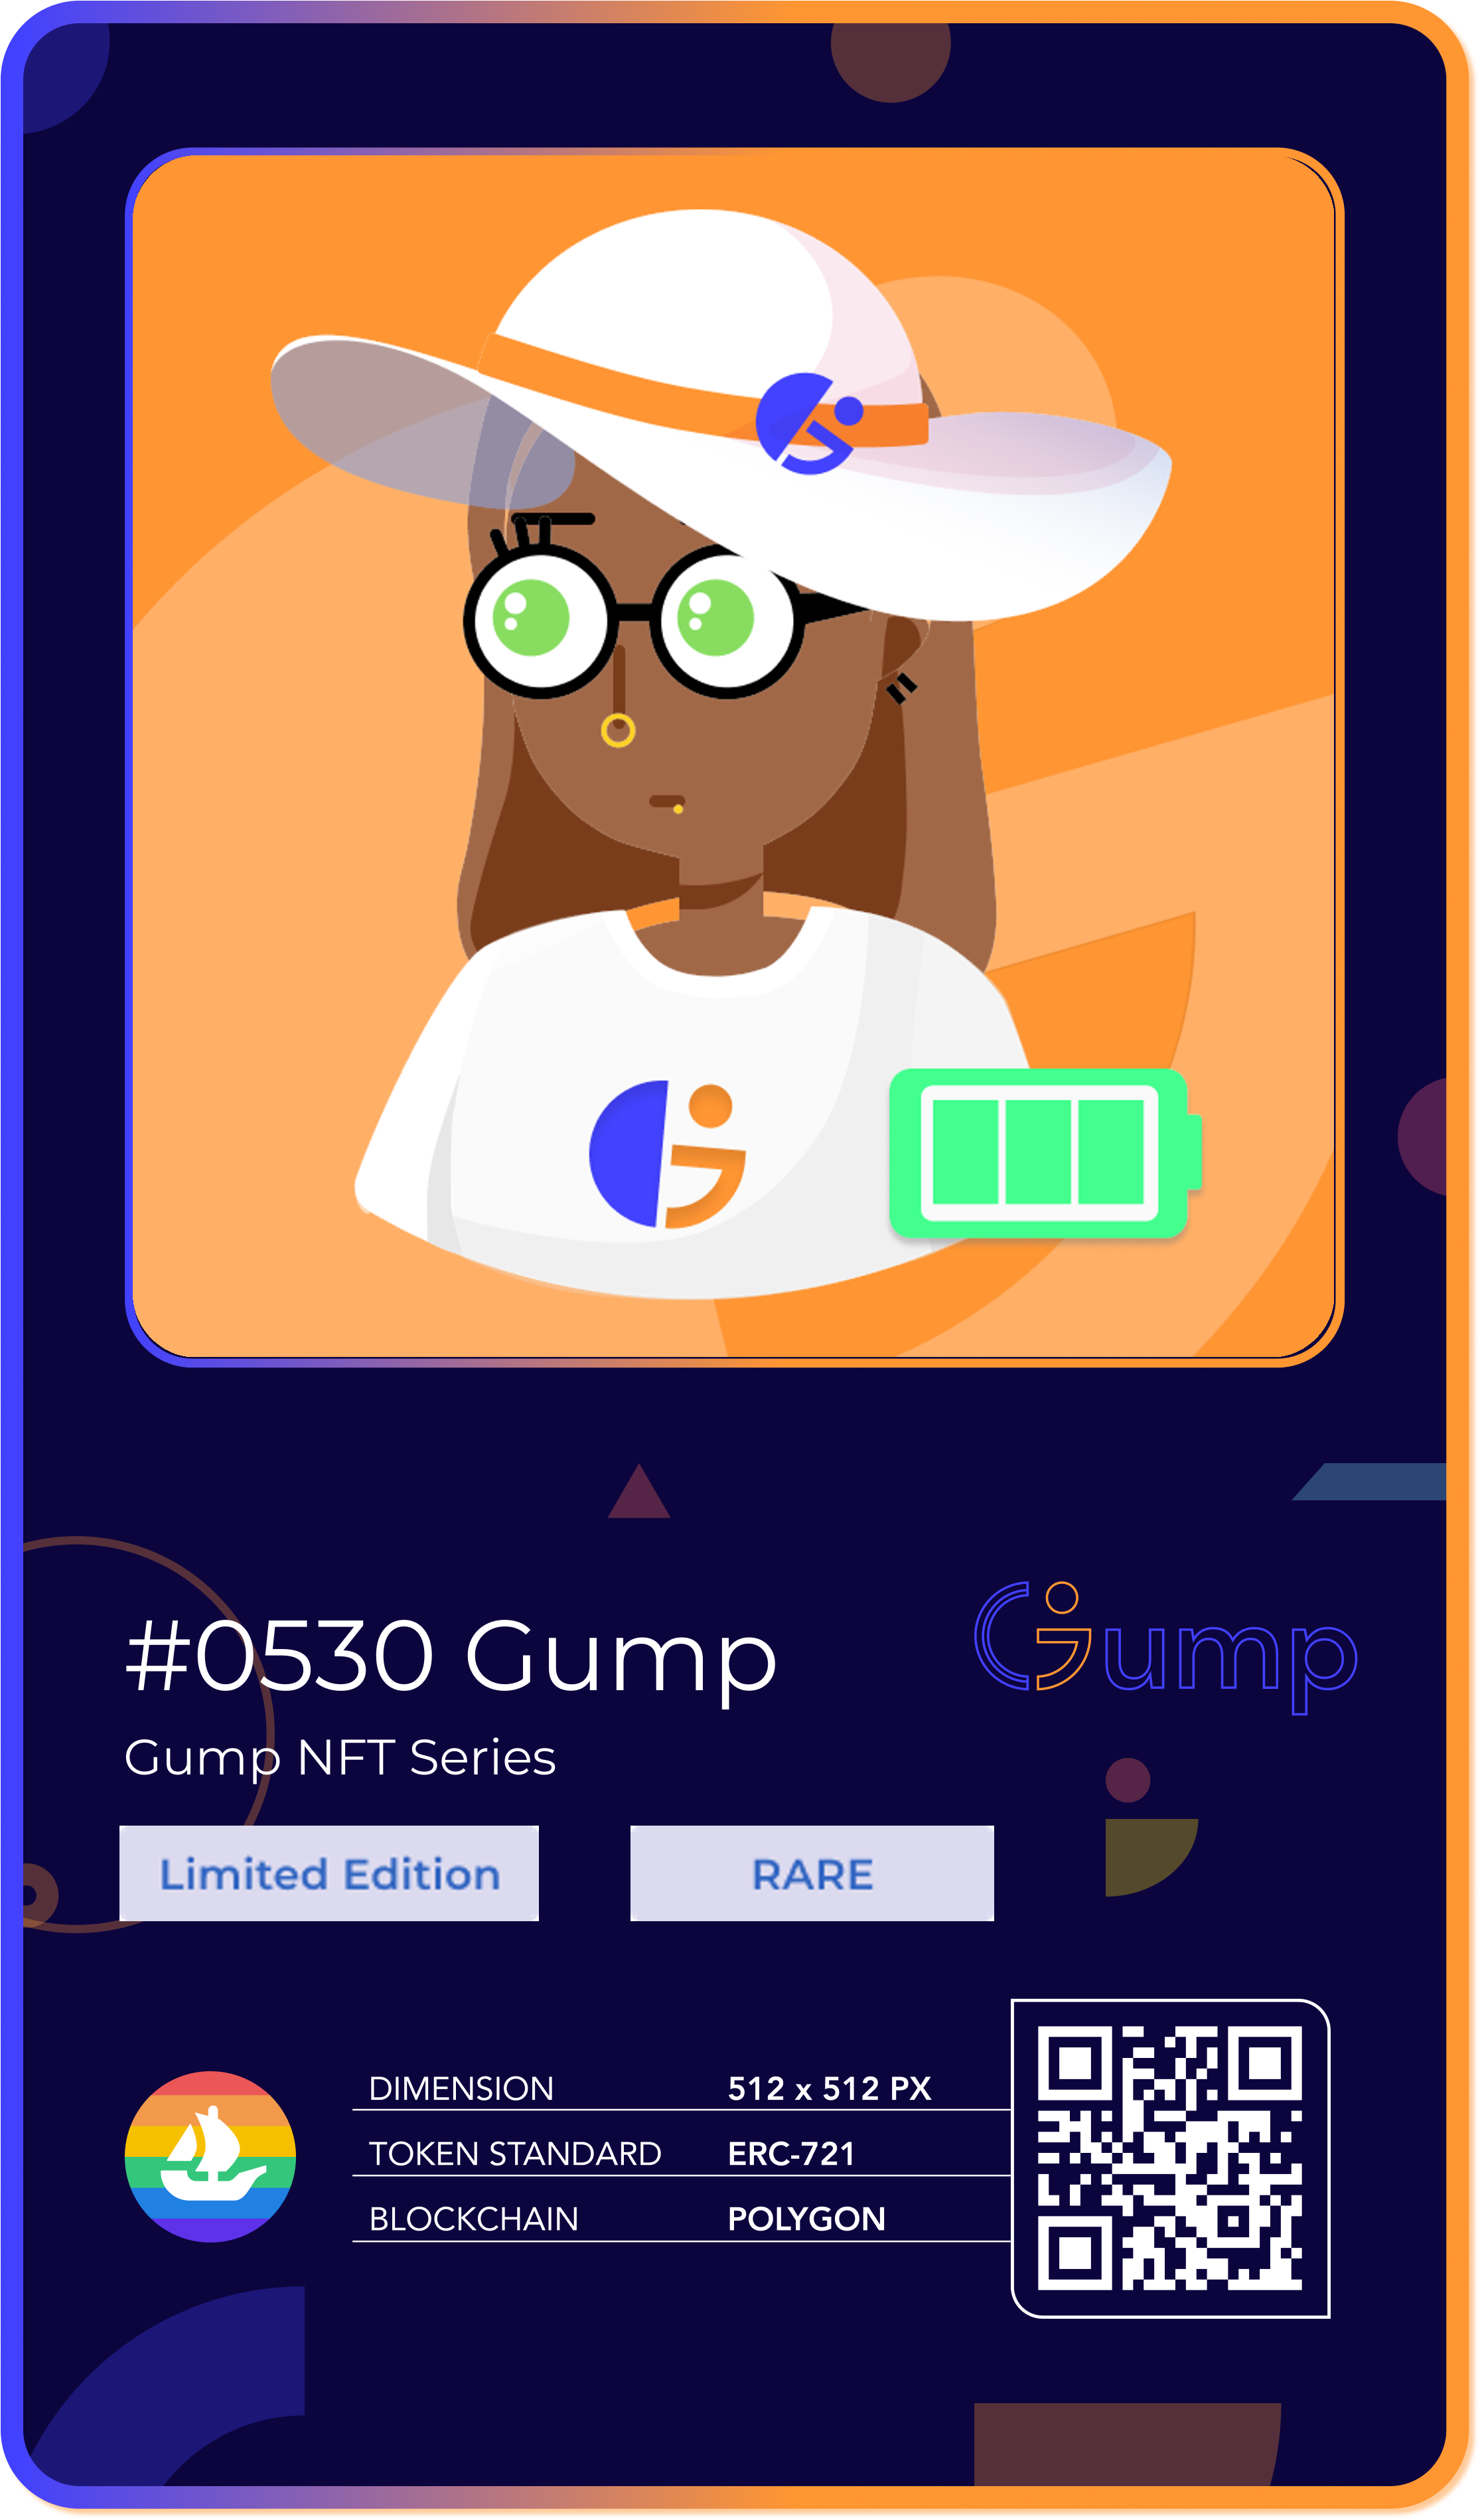 #0530 Gump
Gump
Gump NFT Series
Limited Edition
RARE
DIMENSION 512 x 512 PX
TOKEN STANDARD ERC-721
BLOCKCHAIN POLYGON